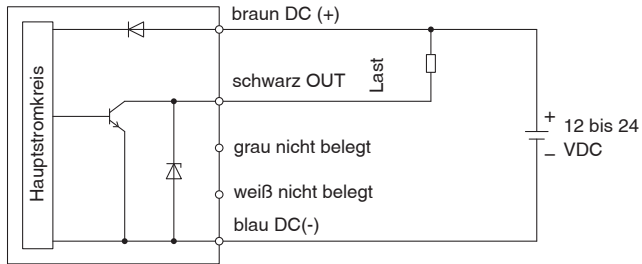 braun DC (+)
Hauptstromkreis
schwarz OUT
Last
grau nicht belegt
+ 12 bis 24
– VDC
weiß nicht belegt
blau DC(-)